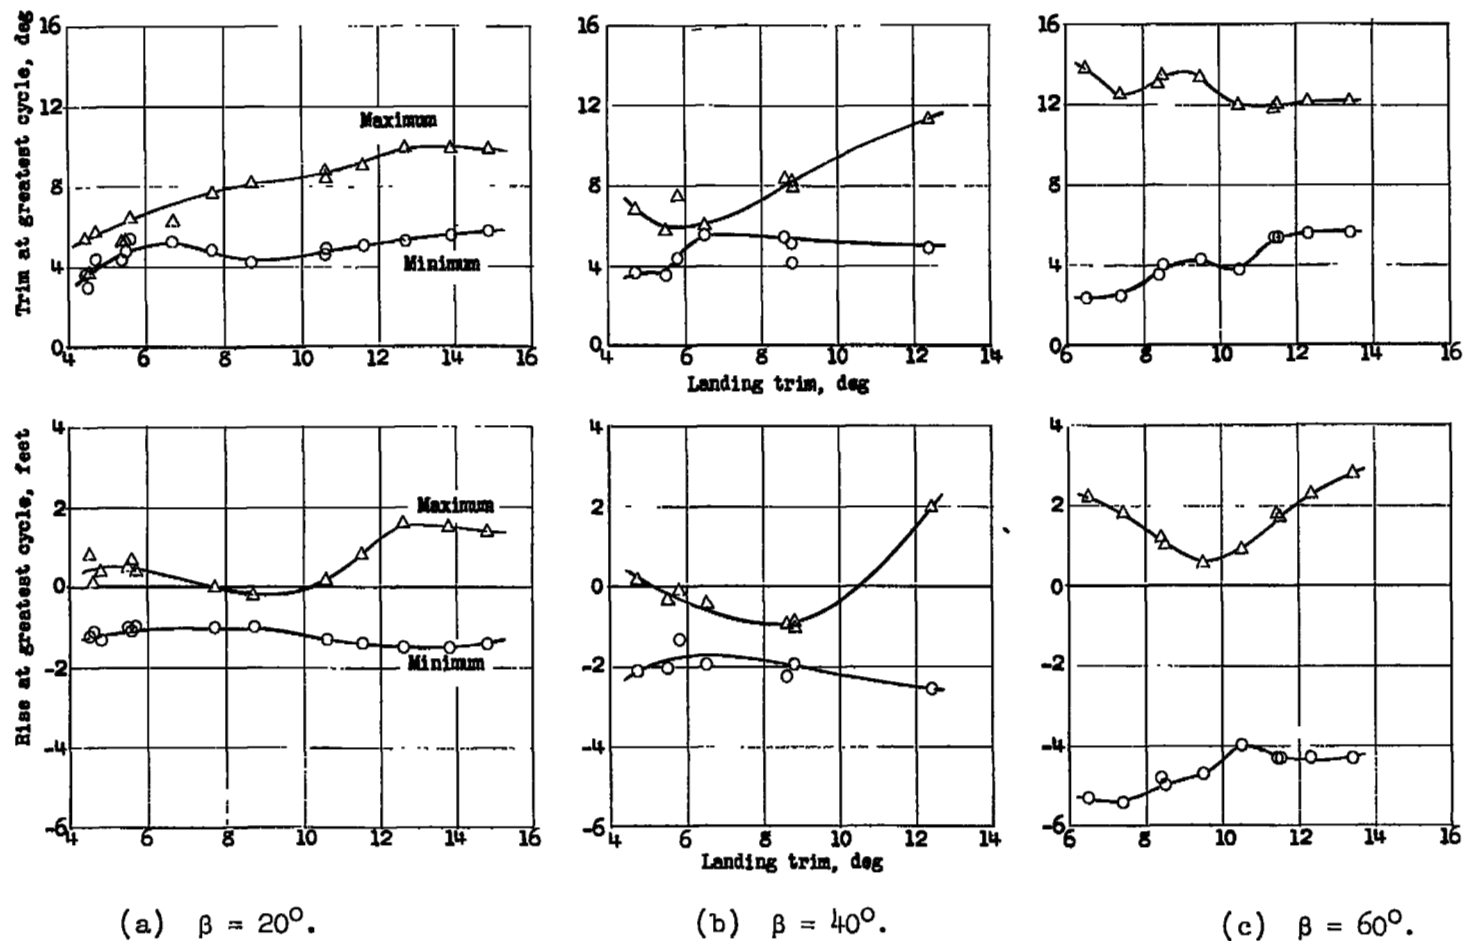 Trim at greatest cycle, deg
16
12
8
4
0
Maximum
Minimum
4 6 8 10 12 14 16
16
12
8
4
0
4 6 8 10 12 14
Landing trim, deg
16
12
8
4
0
6 8 10 12 14 16
Rise at greatest cycle, feet
4
2
0
-2
-4
-6
Maximum
Minimum
4 6 8 10 12 14 16
4
2
0
-2
-4
-6
4 6 8 10 12 14
Landing trim, deg
4
2
0
-2
-4
-6
6 8 10 12 14 16
(a) β = 20°.
(b) β = 40°.
(c) β = 60°.